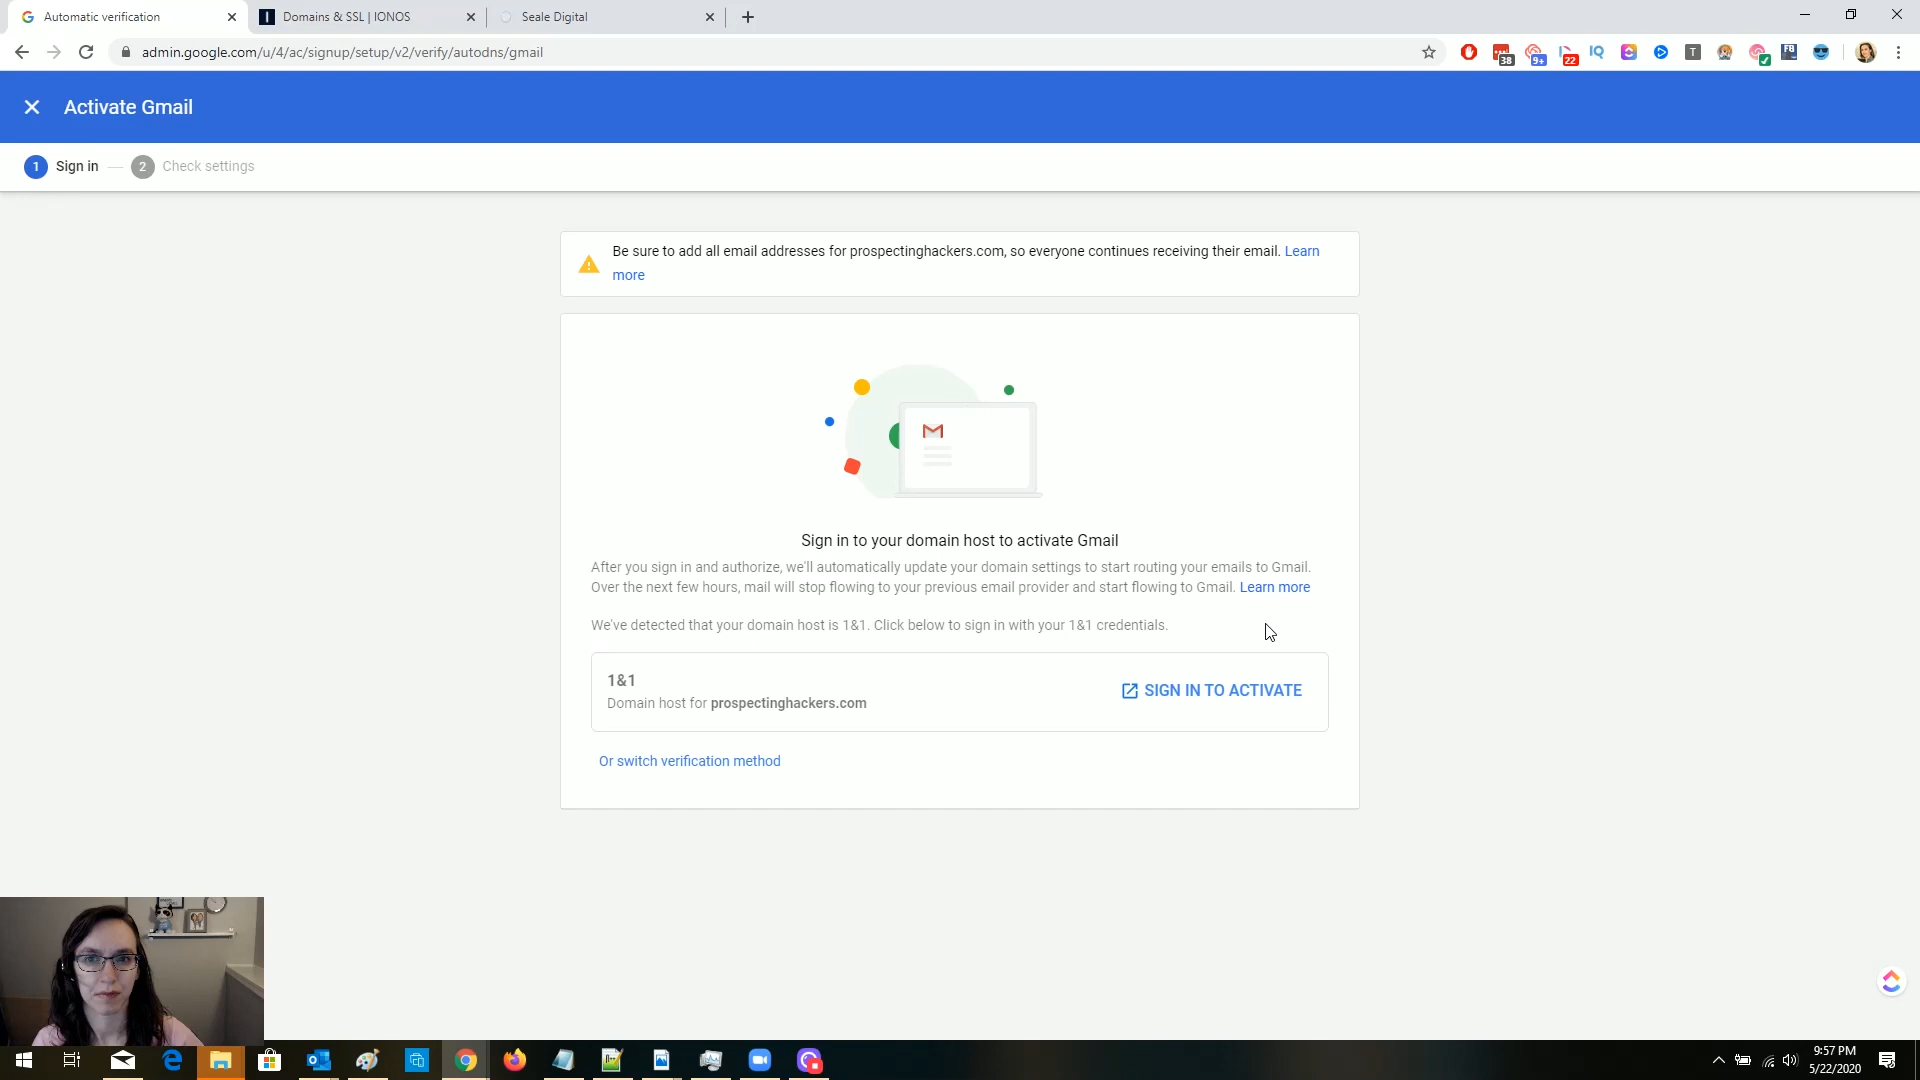 Automatic verification
Domains & SSL | IONOS
Seale Digital
admin.google.com/u/4/ac/signup/setup/v2/verify/autodns/gmail
38
9+
22
IQ
T
FB
Activate Gmail
1 Sign in
2 Check settings
Be sure to add all email addresses for prospectinghackers.com, so everyone continues receiving their email. Learn
more
Sign in to your domain host to activate Gmail
After you sign in and authorize, we'll automatically update your domain settings to start routing your emails to Gmail.
Over the next few hours, mail will stop flowing to your previous email provider and start flowing to Gmail. Learn more
We've detected that your domain host is 1&1. Click below to sign in with your 1&1 credentials.
1&1
Domain host for prospectinghackers.com
SIGN IN TO ACTIVATE
Or switch verification method
9:57 PM
5/22/2020